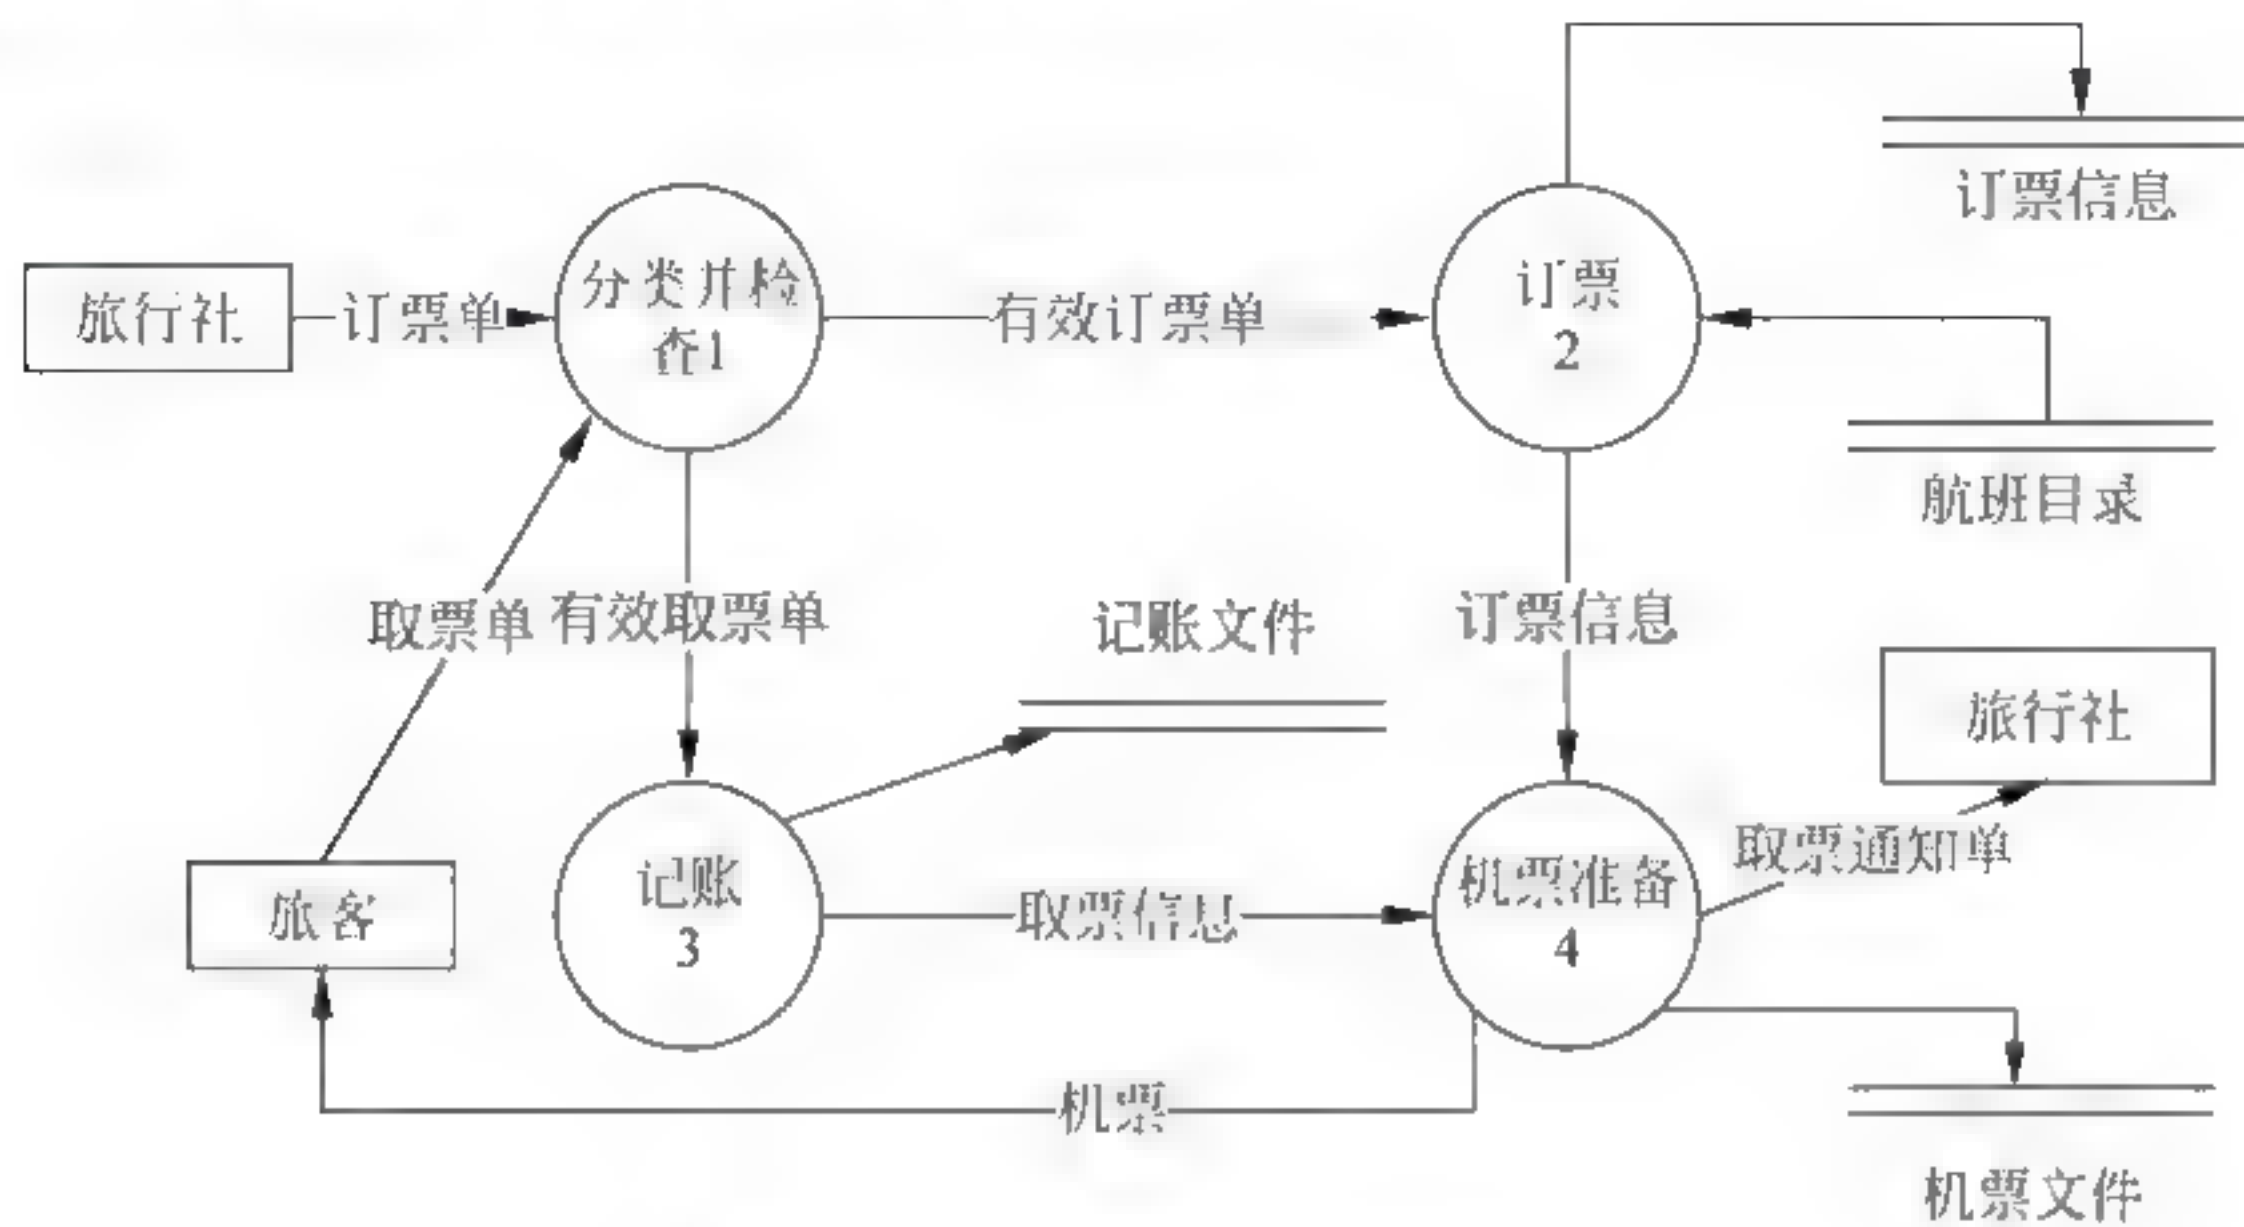 订票信息
旅行社
订票单
分类并检
查1
有效订票单
订票
2
航班目录
取票单
有效取票单
记账文件
订票信息
旅行社
取票通知单
旅客
记账
3
取票信息
机票准备
4
机票
机票文件